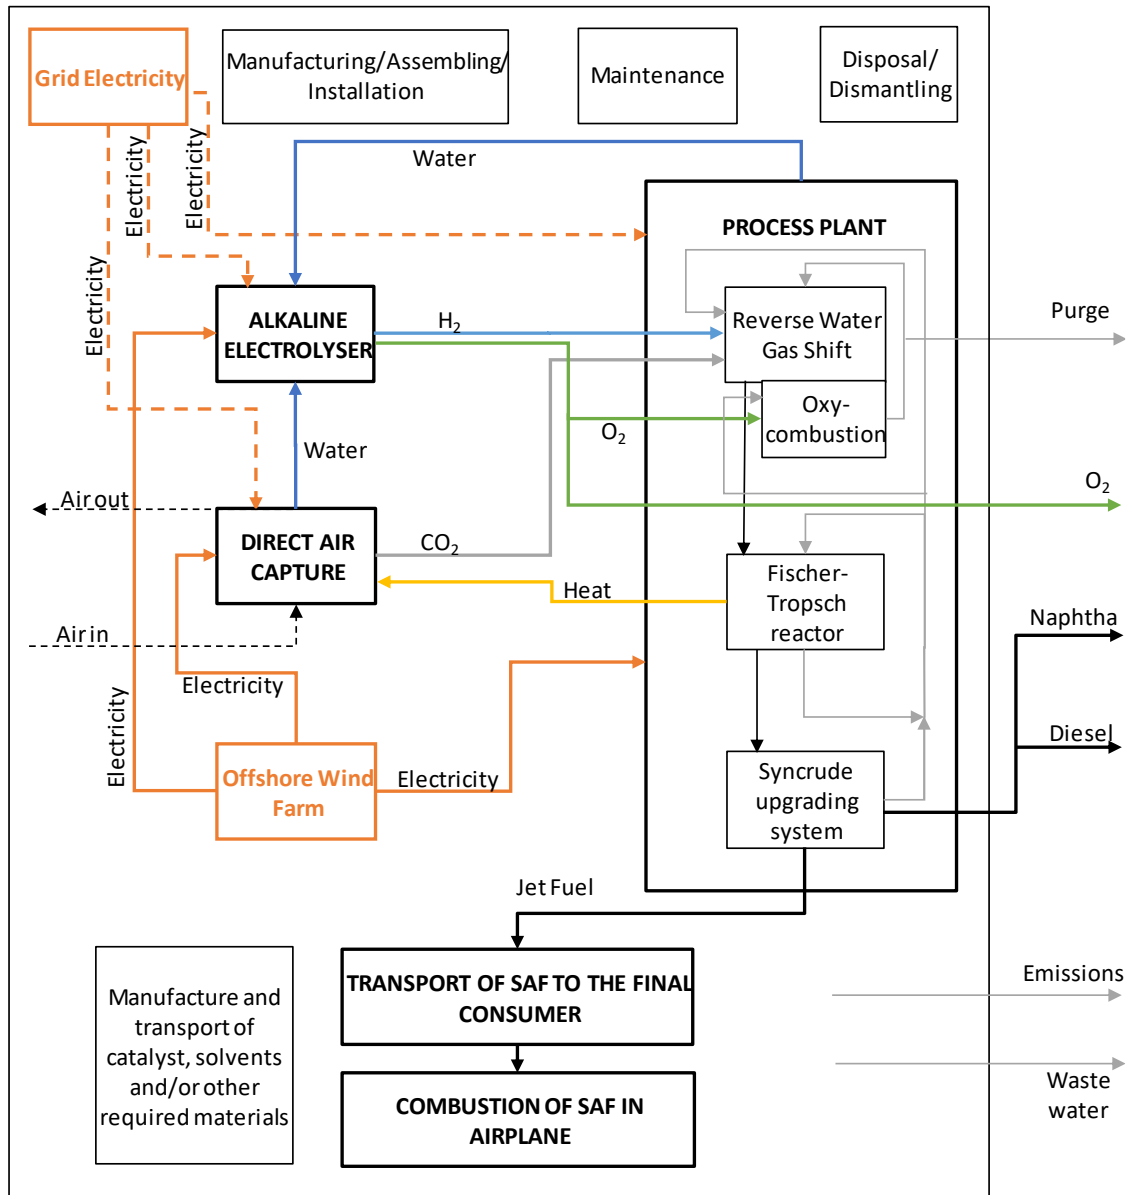 Grid Electricity
Manufacturing/Assembling/
Installation
Maintenance
Disposal/
Dismantling
Electricity
Electricity
Electricity
Water
PROCESS PLANT
ALKALINE
ELECTROLYSER
H2
Reverse Water
Gas Shift
Purge
Oxy-
combustion
O2
Water
Air out
O2
DIRECT AIR
CAPTURE
CO2
Heat
Fischer-
Tropsch
reactor
Naphtha
Air in
Electricity
Electricity
Diesel
Offshore Wind
Farm
Electricity
Syncrude
upgrading
system
Jet Fuel
TRANSPORT OF SAF TO THE FINAL
CONSUMER
Emissions
Manufacture and
transport of
catalyst, solvents
and/or other
required materials
COMBUSTION OF SAF IN
AIRPLANE
Waste
water